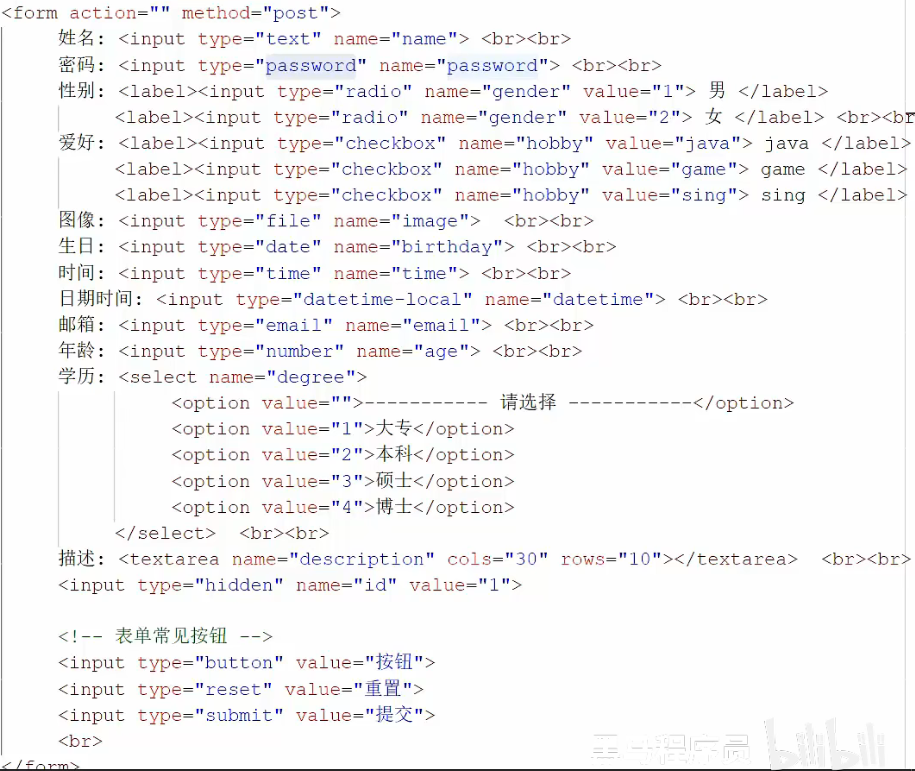 <form action="" method="post">
姓名: <input type="text" name="name"> <br><br>
密码: <input type="password" name="password"> <br><br>
性别: <label><input type="radio" name="gender" value="1"> 男 </label>
<label><input type="radio" name="gender" value="2"> 女 </label> <br><br
爱好: <label><input type="checkbox" name="hobby" value="java"> java </label>
<label><input type="checkbox" name="hobby" value="game"> game </label>
<label><input type="checkbox" name="hobby" value="sing"> sing </label>
图像: <input type="file" name="image">  <br><br>
生日: <input type="date" name="birthday"> <br><br>
时间: <input type="time" name="time"> <br><br>
日期时间: <input type="datetime-local" name="datetime"> <br><br>
邮箱: <input type="email" name="email"> <br><br>
年龄: <input type="number" name="age"> <br><br>
学历: <select name="degree">
<option value="">----------- 请选择 -----------</option>
<option value="1">大专</option>
<option value="2">本科</option>
<option value="3">硕士</option>
<option value="4">博士</option>
</select>  <br><br>
描述: <textarea name="description" cols="30" rows="10"></textarea>  <br><br>
<input type="hidden" name="id" value="1">
<!-- 表单常见按钮 -->
<input type="button" value="按钮">
<input type="reset" value="重置">
<input type="submit" value="提交">
<br>
</form>
程序员 bilibili